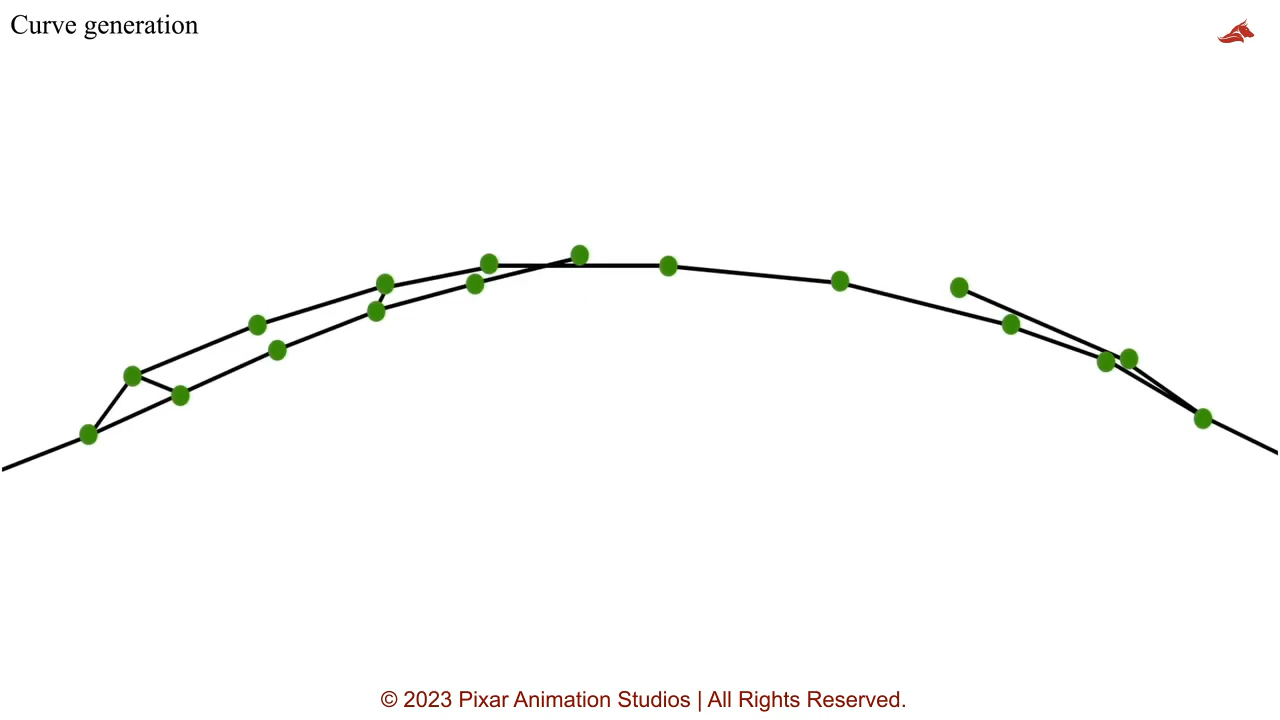 Curve generation
© 2023 Pixar Animation Studios | All Rights Reserved.